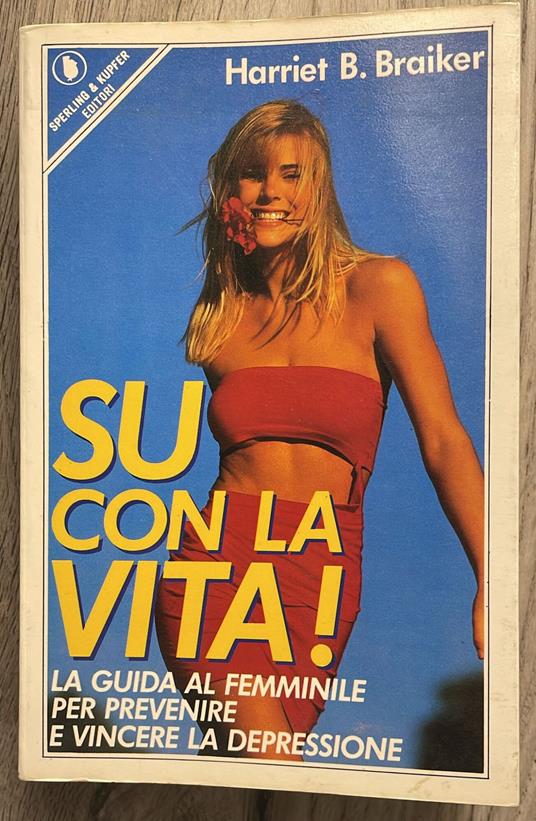 SPERLING & KUPFER
EDITORI
Harriet B. Braiker
SU
CON LA
VITA!
LA GUIDA AL FEMMINILE
PER PREVENIRE
E VINCERE LA DEPRESSIONE